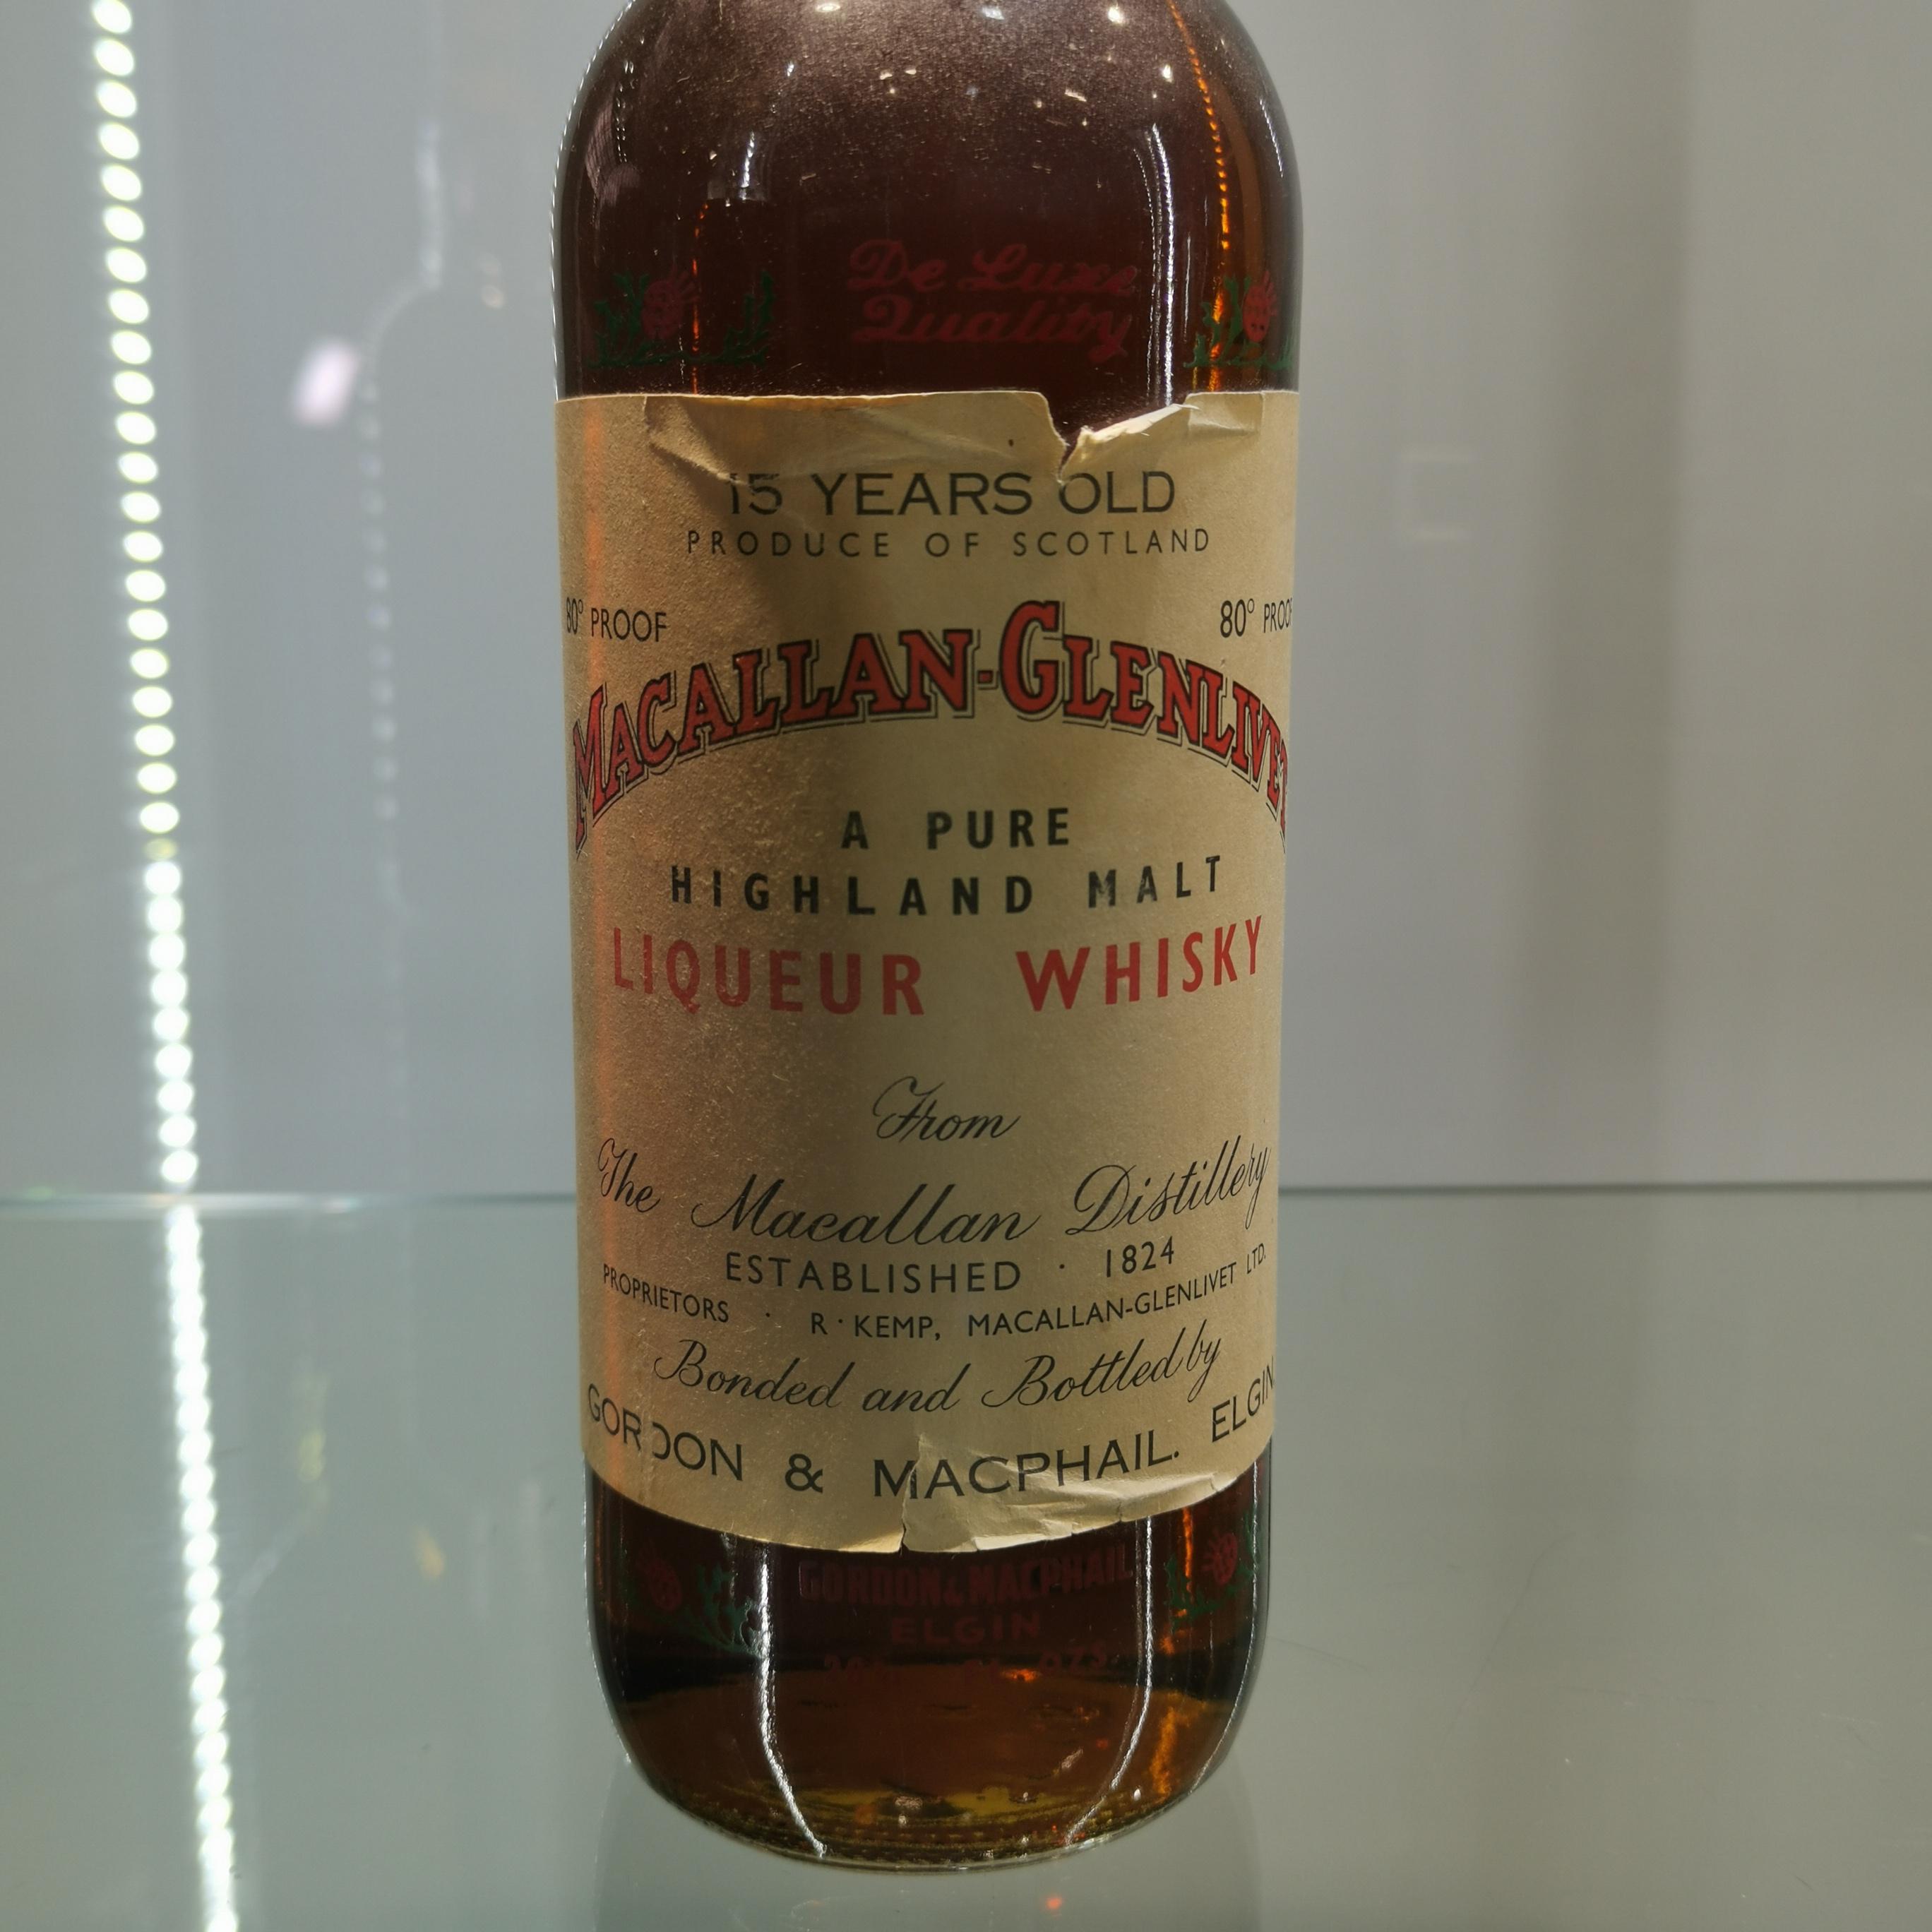 De Luxe
Quality
15 YEARS OLD
PRODUCE OF SCOTLAND
80° PROOF
80° PROOF
MACALLAN-GLENLIVET
A PURE
HIGHLAND MALT
LIQUEUR WHISKY
From
The Macallan Distillery
ESTABLISHED · 1824
PROPRIETORS · R·KEMP, MACALLAN-GLENLIVET LTD.
Bonded and Bottled by
GORDON & MACPHAIL. ELGIN
GORDON & MACPHAIL
ELGIN
OZS.